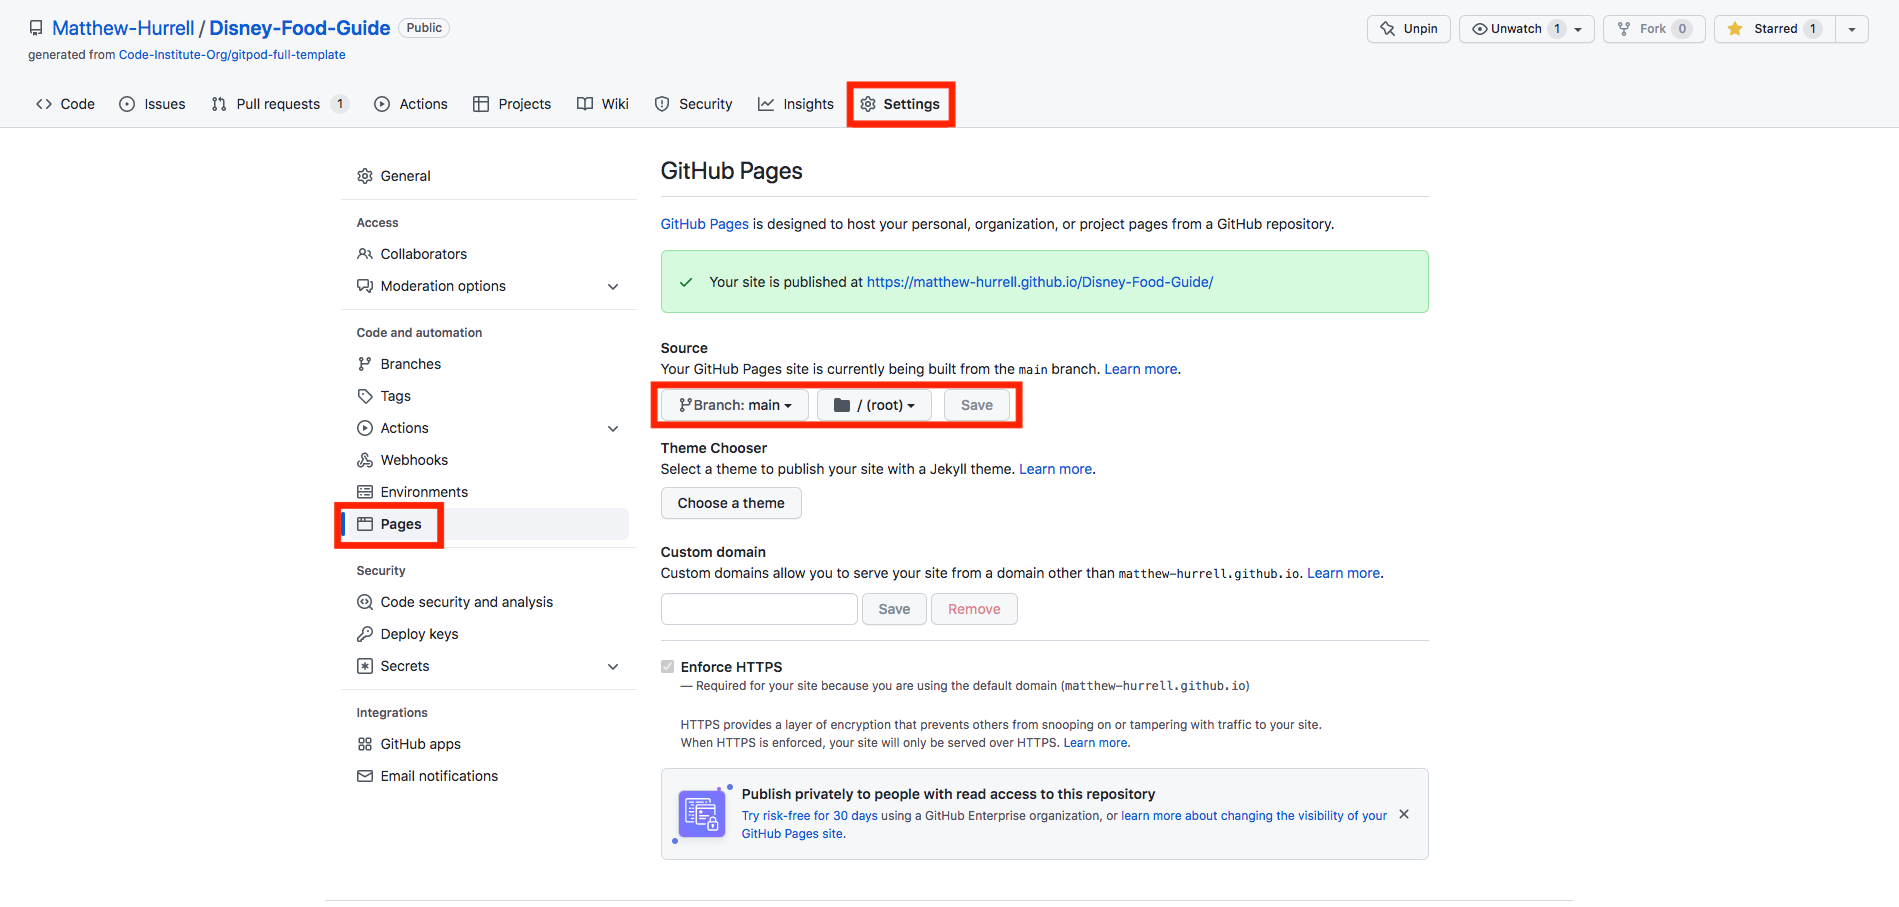 Matthew-Hurrell / Disney-Food-Guide Public
Unpin Unwatch 1 Fork 0 Starred 1
generated from Code-Institute-Org/gitpod-full-template
Code Issues Pull requests 1 Actions Projects Wiki Security Insights Settings
General
Access
Collaborators
Moderation options
Code and automation
Branches
Tags
Actions
Webhooks
Environments
Pages
Security
Code security and analysis
Deploy keys
Secrets
Integrations
GitHub apps
Email notifications
GitHub Pages
GitHub Pages is designed to host your personal, organization, or project pages from a GitHub repository.
Your site is published at https://matthew-hurrell.github.io/Disney-Food-Guide/
Source
Your GitHub Pages site is currently being built from the main branch. Learn more.
Branch: main / (root) Save
Theme Chooser
Select a theme to publish your site with a Jekyll theme. Learn more.
Choose a theme
Custom domain
Custom domains allow you to serve your site from a domain other than matthew-hurrell.github.io. Learn more.
Save Remove
Enforce HTTPS
— Required for your site because you are using the default domain (matthew-hurrell.github.io)
HTTPS provides a layer of encryption that prevents others from snooping on or tampering with traffic to your site.
When HTTPS is enforced, your site will only be served over HTTPS. Learn more.
Publish privately to people with read access to this repository
Try risk-free for 30 days using a GitHub Enterprise organization, or learn more about changing the visibility of your
GitHub Pages site.